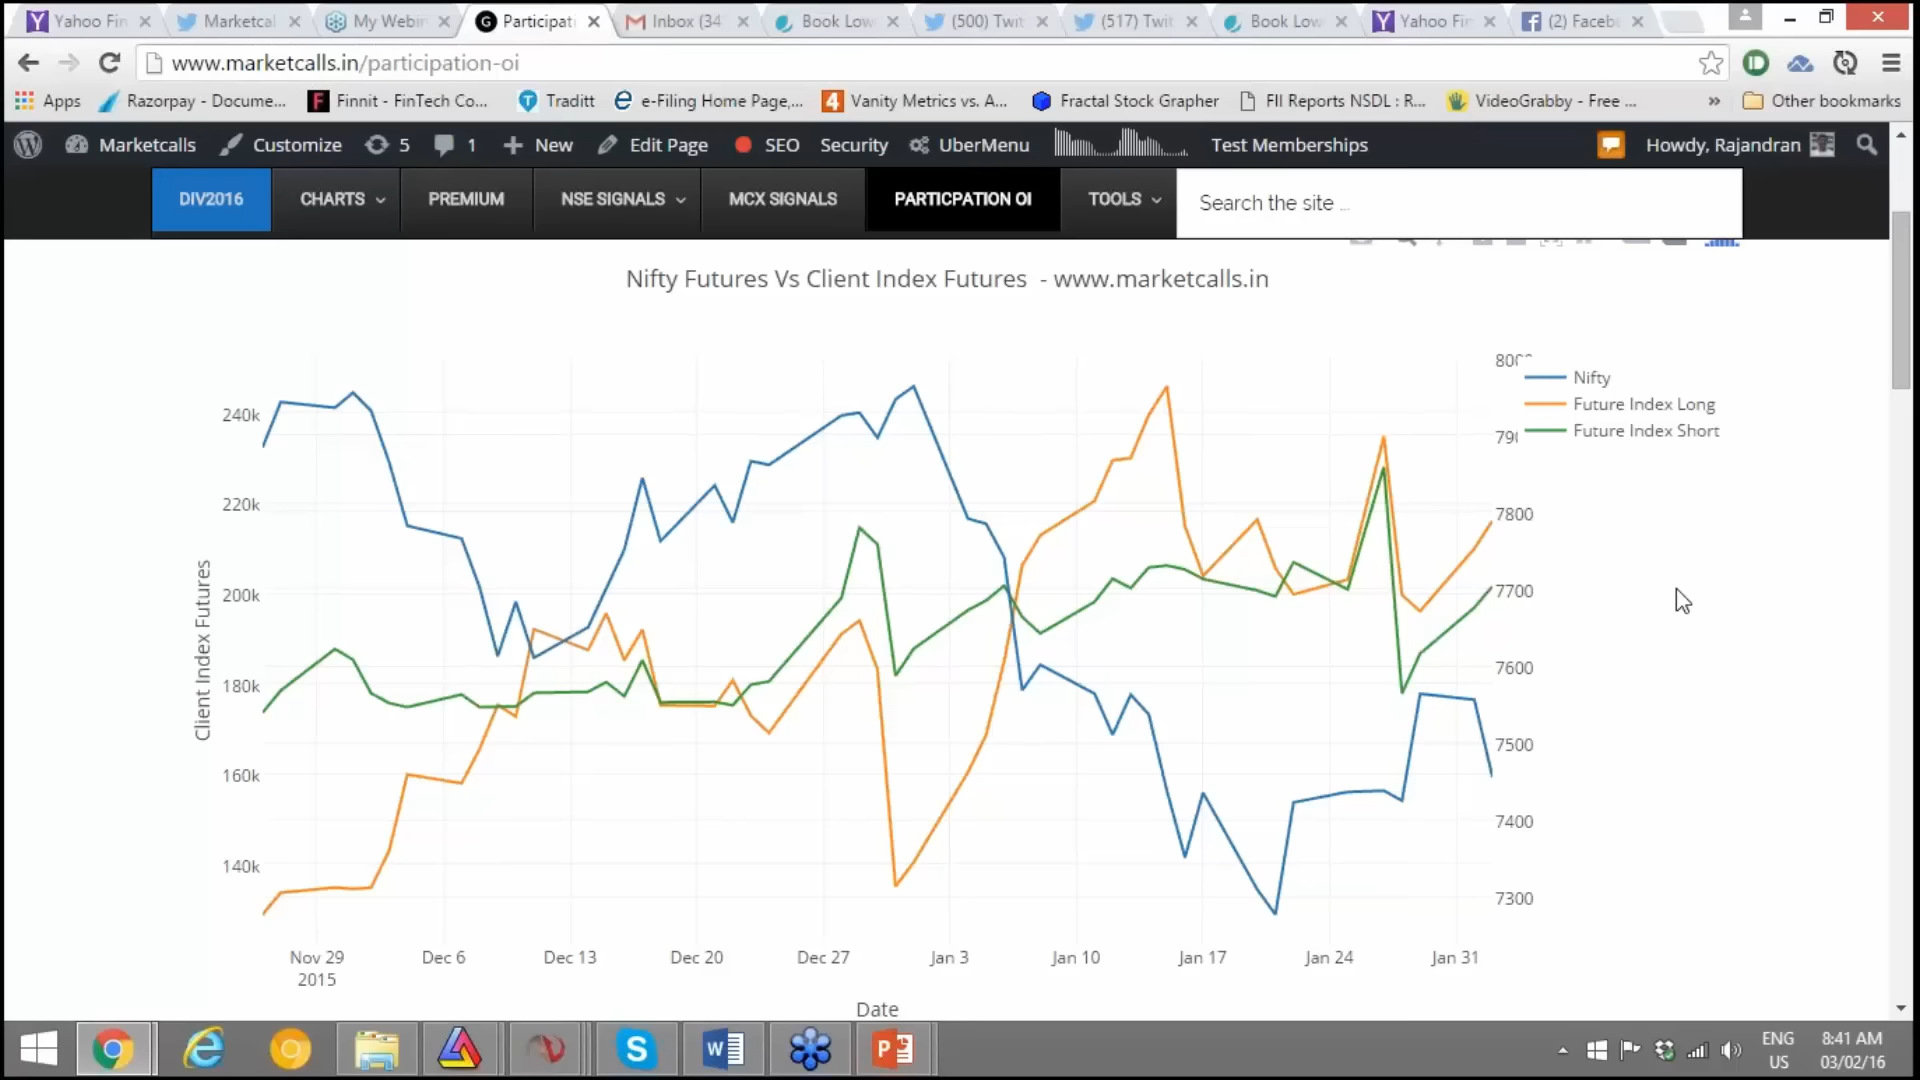 Yahoo Fin
Marketcal
My Webin
Participat
Inbox (34
Book Low
(500) Twit
(517) Twit
Book Low
Yahoo Fin
(2) Faceb
www.marketcalls.in/participation-oi
Apps
Razorpay - Docume...
Finnit - FinTech Co...
Traditt
e-Filing Home Page,...
Vanity Metrics vs. A...
Fractal Stock Grapher
FII Reports NSDL : R...
VideoGrabby - Free ...
»
Other bookmarks
Marketcalls
Customize
5
1
New
Edit Page
SEO
Security
UberMenu
Test Memberships
Howdy, Rajandran
DIV2016
CHARTS
PREMIUM
NSE SIGNALS
MCX SIGNALS
PARTICPATION OI
TOOLS
Search the site ...
Nifty Futures Vs Client Index Futures - www.marketcalls.in
Nifty
Future Index Long
Future Index Short
240k
220k
200k
180k
160k
140k
Client Index Futures
7800
7700
7600
7500
7400
7300
Nov 29
2015
Dec 6
Dec 13
Dec 20
Dec 27
Jan 3
Jan 10
Jan 17
Jan 24
Jan 31
Date
ENG
US
8:41 AM
03/02/16